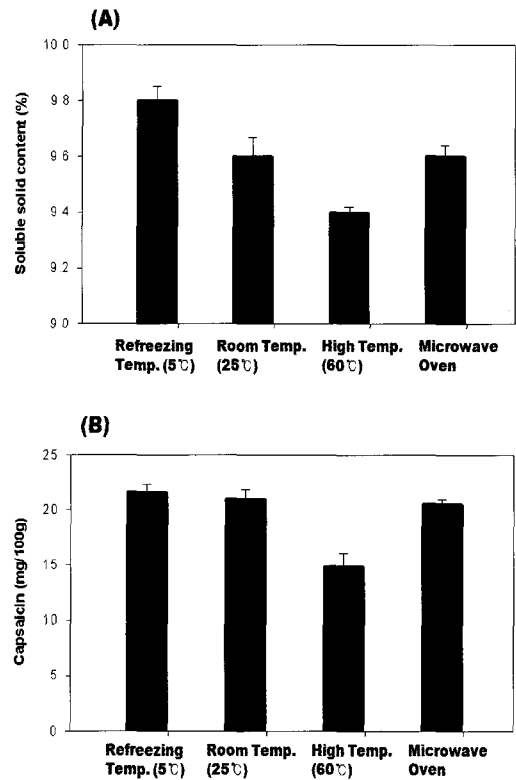 (A)
Soluble solid content (%)
10 0
9 8
9 6
9 4
9 2
9 0
Refreezing Temp. (5℃)
Room Temp. (25℃)
High Temp. (60℃)
Microwave Oven
(B)
Capsaicin (mg/100g)
25
20
15
10
5
0
Refreezing Temp. (5℃)
Room Temp. (25℃)
High Temp. (60℃)
Microwave Oven